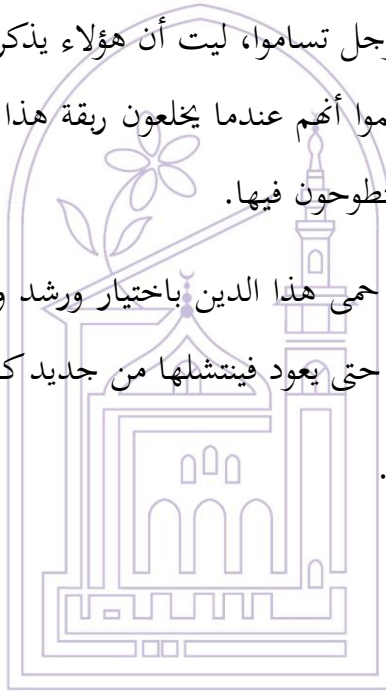 وجل تساموا، ليت أن هؤلاء يذكر
موا أنهم عندما يخلعون ربقة هذا
طوحون فيها.
حمى هذا الدين باختيار ورشد و
حتى يعود فينتشلها من جديد ك
.